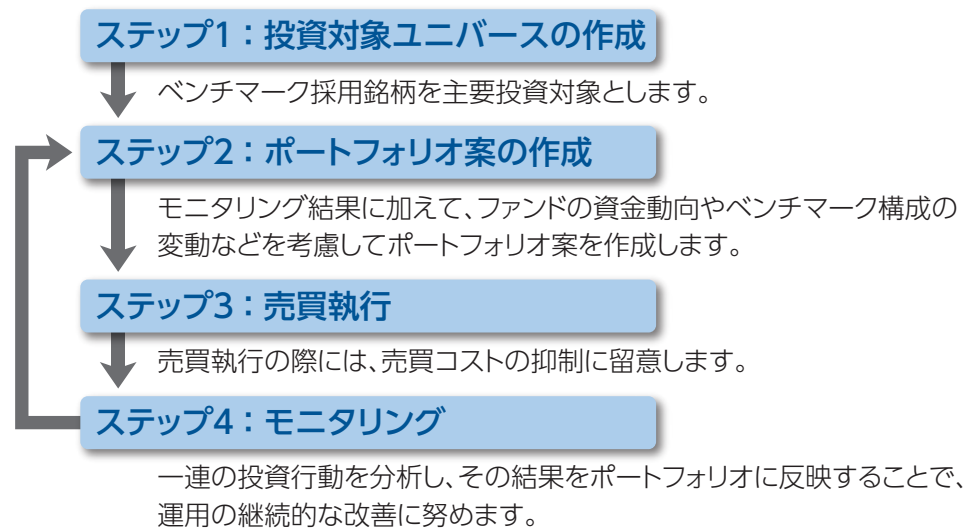 ステップ1：投資対象ユニバースの作成
ベンチマーク採用銘柄を主要投資対象とします。
ステップ2：ポートフォリオ案の作成
モニタリング結果に加えて、ファンドの資金動向やベンチマーク構成の
変動などを考慮してポートフォリオ案を作成します。
ステップ3：売買執行
売買執行の際には、売買コストの抑制に留意します。
ステップ4：モニタリング
一連の投資行動を分析し、その結果をポートフォリオに反映することで、
運用の継続的な改善に努めます。